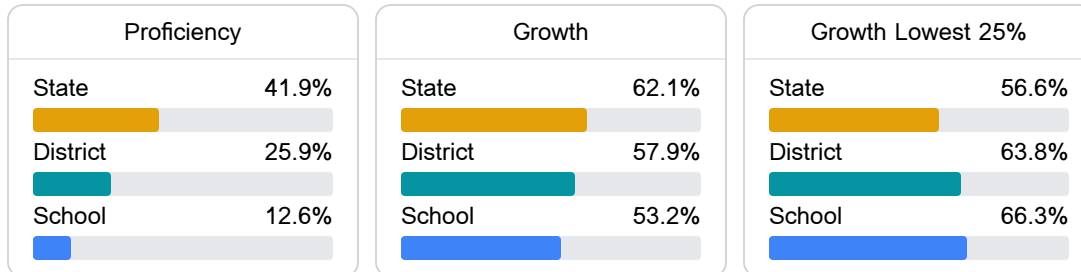 Proficiency
State 41.9%
District 25.9%
School 12.6%
Growth
State 62.1%
District 57.9%
School 53.2%
Growth Lowest 25%
State 56.6%
District 63.8%
School 66.3%